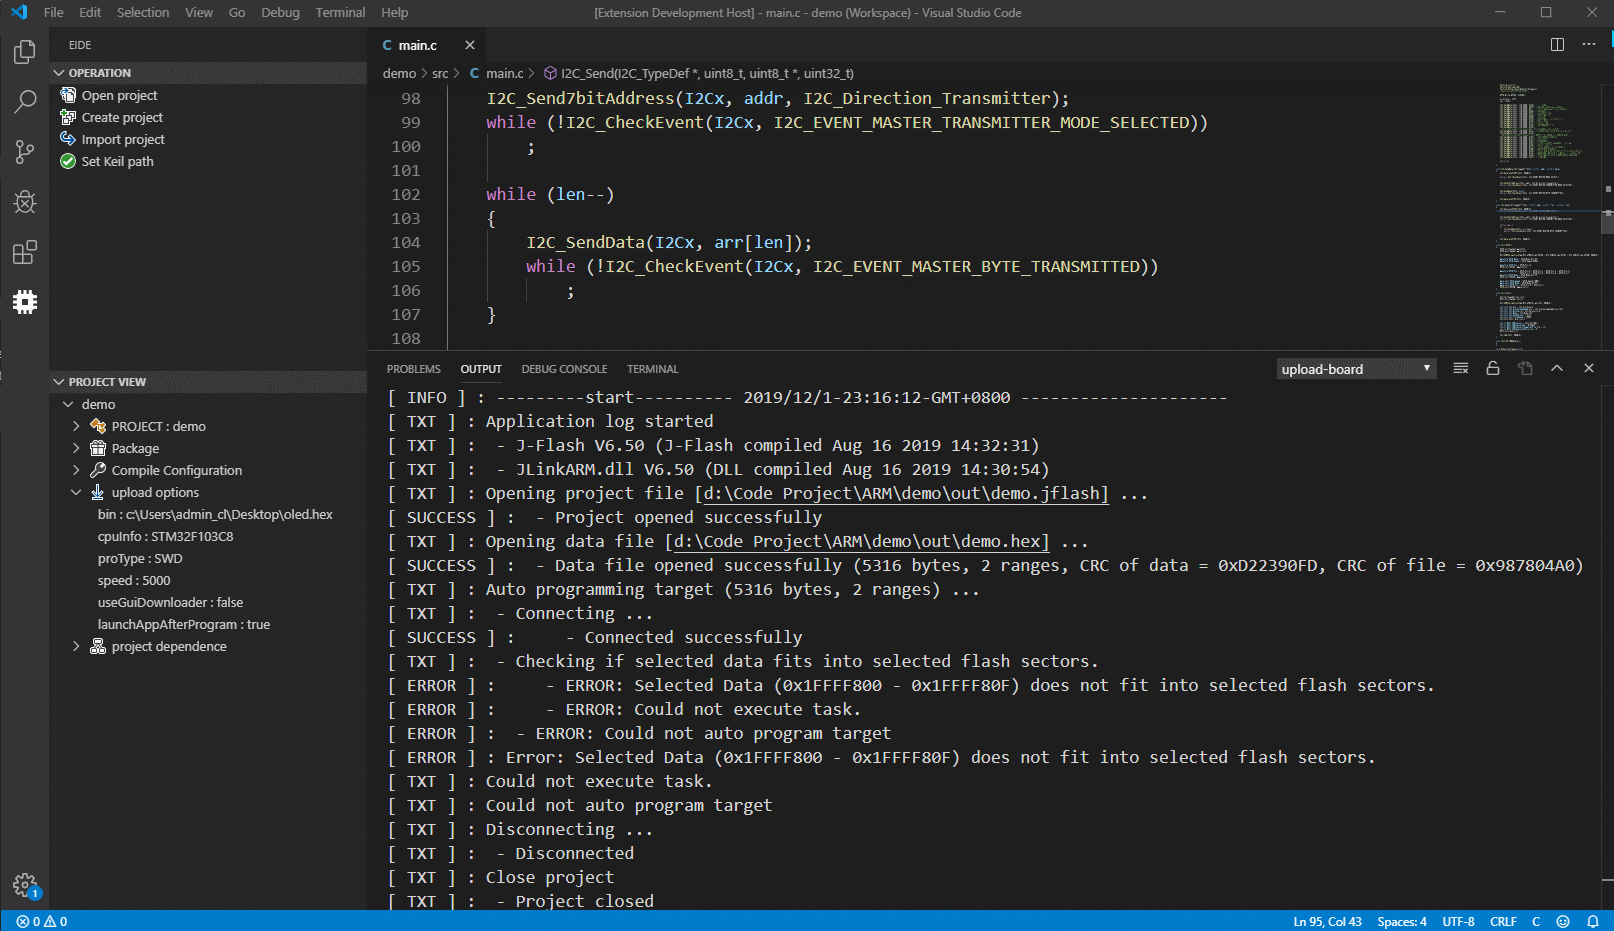 File Edit Selection View Go Debug Terminal Help [Extension Development Host] - main.c - demo (Workspace) - Visual Studio Code
EIDE
OPERATION
Open project
Create project
Import project
Set Keil path
PROJECT VIEW
demo
PROJECT : demo
Package
Compile Configuration
upload options
bin : c:\Users\admin_cl\Desktop\oled.hex
cpuInfo : STM32F103C8
proType : SWD
speed : 5000
useGuiDownloader : false
launchAppAfterProgram : true
project dependence
1
C main.c
demo > src > C main.c > I2C_Send(I2C_TypeDef *, uint8_t, uint8_t *, uint32_t)
98 I2C_Send7bitAddress(I2Cx, addr, I2C_Direction_Transmitter);
99 while (!I2C_CheckEvent(I2Cx, I2C_EVENT_MASTER_TRANSMITTER_MODE_SELECTED))
100 ;
101
102 while (len--)
103 {
104 I2C_SendData(I2Cx, arr[len]);
105 while (!I2C_CheckEvent(I2Cx, I2C_EVENT_MASTER_BYTE_TRANSMITTED))
106 ;
107 }
108
PROBLEMS OUTPUT DEBUG CONSOLE TERMINAL upload-board
[ INFO ] : ---------start---------- 2019/12/1-23:16:12-GMT+0800 ---------------------
[ TXT ] : Application log started
[ TXT ] :  - J-Flash V6.50 (J-Flash compiled Aug 16 2019 14:32:31)
[ TXT ] :  - JLinkARM.dll V6.50 (DLL compiled Aug 16 2019 14:30:54)
[ TXT ] : Opening project file [d:\Code Project\ARM\demo\out\demo.jflash] ...
[ SUCCESS ] :  - Project opened successfully
[ TXT ] : Opening data file [d:\Code Project\ARM\demo\out\demo.hex] ...
[ SUCCESS ] :  - Data file opened successfully (5316 bytes, 2 ranges, CRC of data = 0xD22390FD, CRC of file = 0x987804A0)
[ TXT ] : Auto programming target (5316 bytes, 2 ranges) ...
[ TXT ] :  - Connecting ...
[ SUCCESS ] :     - Connected successfully
[ TXT ] :  - Checking if selected data fits into selected flash sectors.
[ ERROR ] :     - ERROR: Selected Data (0x1FFFF800 - 0x1FFFF80F) does not fit into selected flash sectors.
[ ERROR ] :     - ERROR: Could not execute task.
[ ERROR ] :  - ERROR: Could not auto program target
[ ERROR ] : Error: Selected Data (0x1FFFF800 - 0x1FFFF80F) does not fit into selected flash sectors.
[ TXT ] : Could not execute task.
[ TXT ] : Could not auto program target
[ TXT ] : Disconnecting ...
[ TXT ] :  - Disconnected
[ TXT ] : Close project
[ TXT ] :  - Project closed
0 0 Ln 95, Col 43 Spaces: 4 UTF-8 CRLF C